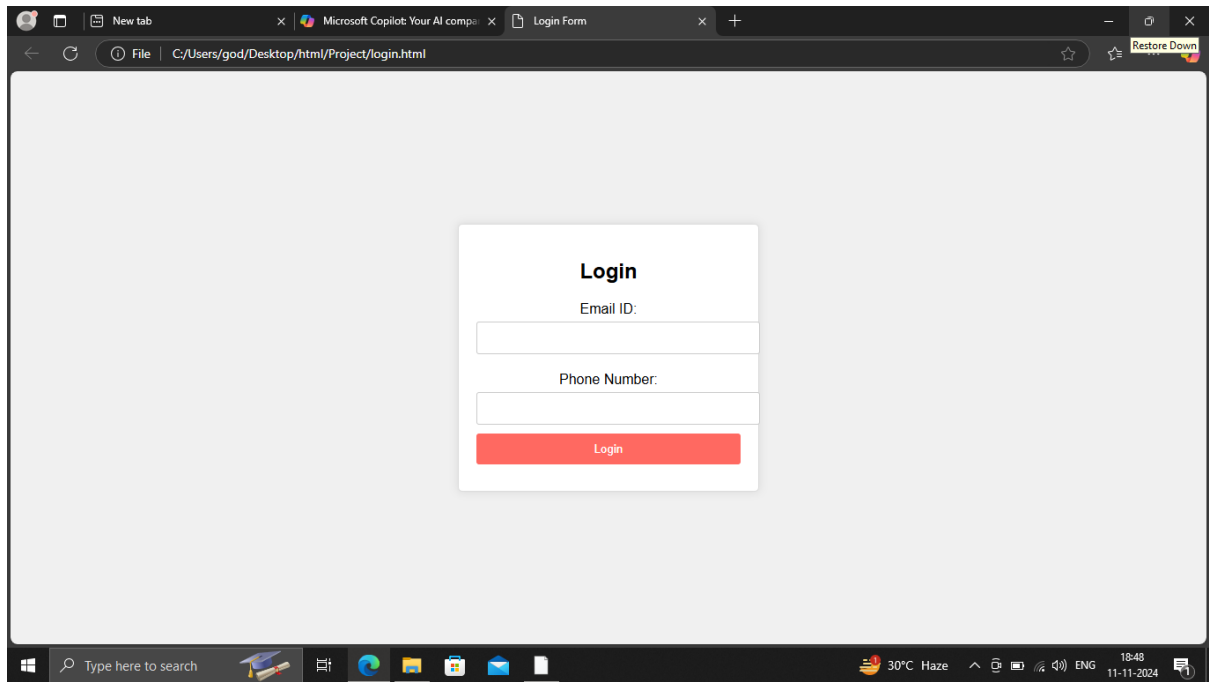 New tab
Microsoft Copilot: Your AI compa
Login Form
File
C:/Users/god/Desktop/html/Project/login.html
Restore Down
Login
Email ID:
Phone Number:
Login
Type here to search
30°C Haze
ENG
18:48
11-11-2024
1